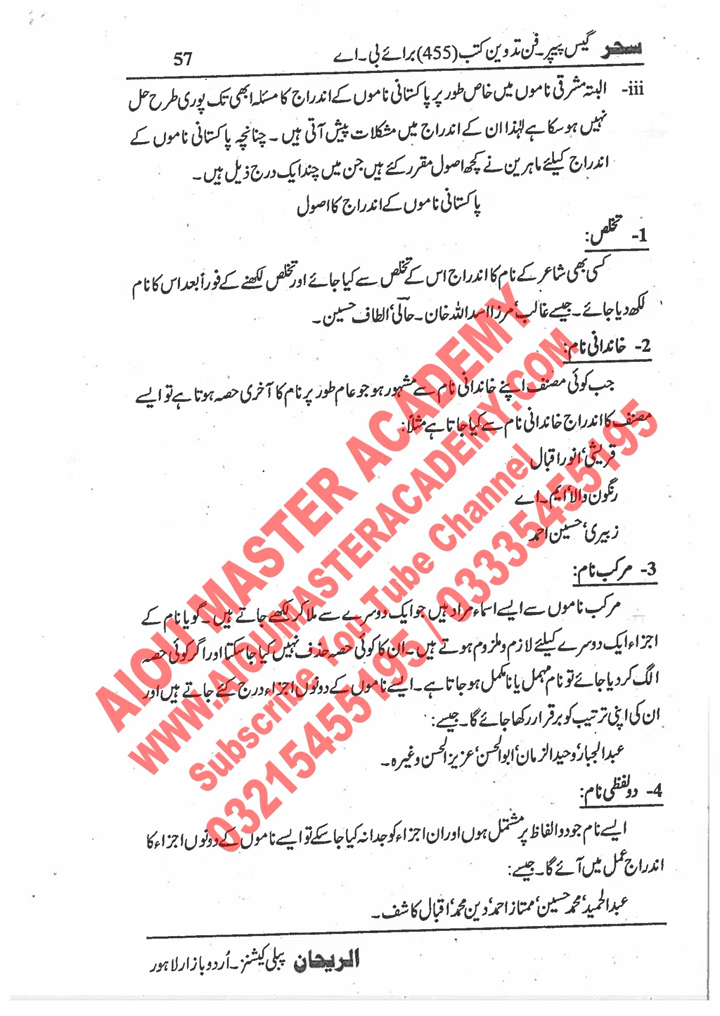 سحر گیس پیپر۔فن تدوین کتب (455) برائے بی۔اے 57
iii- البتہ مشرقی ناموں میں خاص طور پر پاکستانی ناموں کے اندراج کا مسئلہ ابھی تک پوری طرح حل
نہیں ہو سکا ہے لہٰذا ان کے اندراج میں مشکلات پیش آتی ہیں۔ چنانچہ پاکستانی ناموں کے
اندراج کیلئے ماہرین نے کچھ اصول مقرر کئے ہیں جن میں چند ایک درج ذیل ہیں۔
پاکستانی ناموں کے اندراج کا اصول
1- تخلص:
کسی بھی شاعر کے نام کا اندراج اس کے تخلص سے کیا جائے اور تخلص لکھنے کے فوراً بعد اس کا نام
لکھ دیا جائے۔ جیسے غالب‘ مرزا اسد اللہ خان۔ حالی‘ الطاف حسین۔
2- خاندانی نام:
جب کوئی مصنف اپنے خاندانی نام سے مشہور ہو جو عام طور پر نام کا آخری حصہ ہوتا ہے تو ایسے
مصنف کا اندراج خاندانی نام سے کیا جاتا ہے مثلاً:
قریشی‘ انور اقبال
رنگون والا‘ ایم۔اے
زبیری‘ حسین احمد
3- مرکب نام:
مرکب ناموں سے ایسے اسماء مراد ہیں جو ایک دوسرے سے ملا کر لکھے جاتے ہیں۔ گویا نام کے
اجزاء ایک دوسرے کیلئے لازم و ملزوم ہوتے ہیں۔ ان کا کوئی حصہ حذف نہیں کیا جا سکتا اور اگر کوئی حصہ
الگ کر دیا جائے تو نام مہمل یا نامکمل ہو جاتا ہے۔ ایسے ناموں کے دونوں اجزاء درج کئے جاتے ہیں اور
ان کی اپنی ترتیب کو برقرار رکھا جائے گا۔ جیسے:
عبدالجبار‘ وحید الزمان‘ ابوالحسن‘ عزیز الحسن وغیرہ۔
4- دو لفظی نام:
ایسے نام جو دو الفاظ پر مشتمل ہوں اور ان اجزاء کو جدا نہ کیا جا سکے تو ایسے ناموں کے دونوں اجزاء کا
اندراج عمل میں آئے گا۔ جیسے:
عبدالحمید‘ محمد حسین‘ ممتاز احمد‘ دین محمد‘ اقبال کاشف۔
الریحان پبلی کیشنز۔اُردو بازار لاہور
AIOU MASTER ACADEMY
WWW.AIOUMASTERACADEMY.COM
Subscribe You Tube Channel
03215455195 / 03335455195